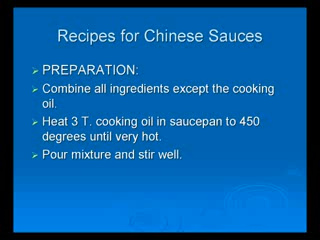 Recipes for Chinese Sauces
PREPARATION:
Combine all ingredients except the cooking
oil.
Heat 3 T. cooking oil in saucepan to 450
degrees until very hot.
Pour mixture and stir well.